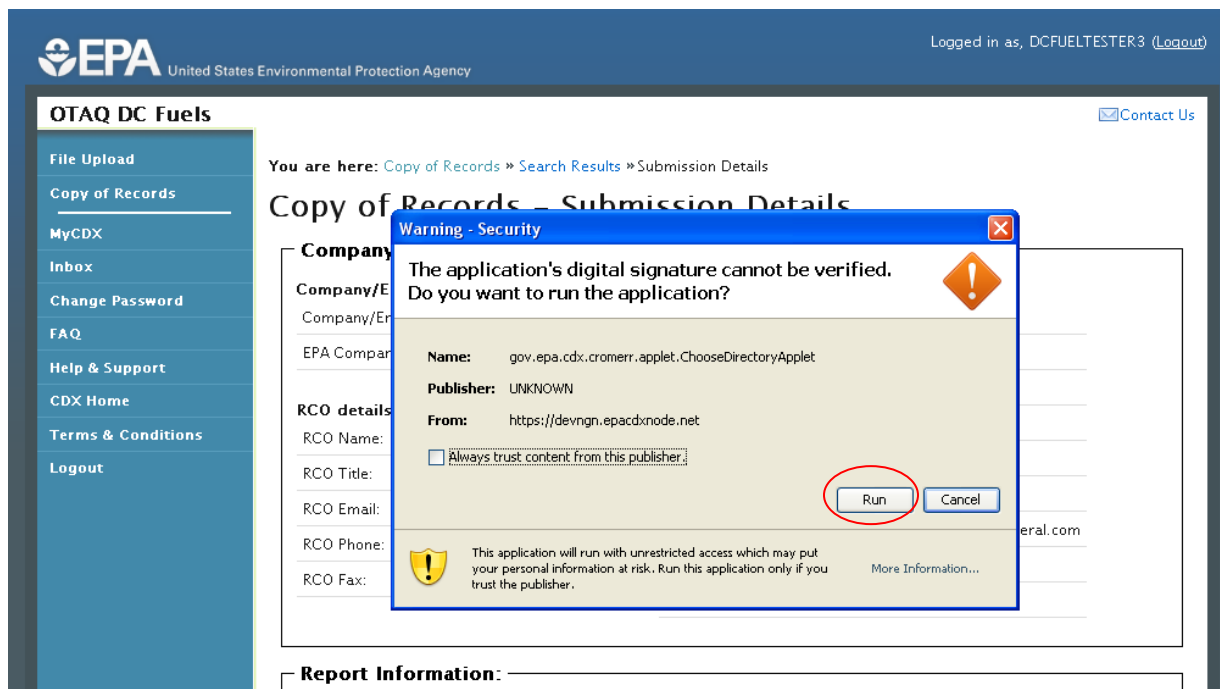 EPA United States Environmental Protection Agency
Logged in as, DCFUELTESTER3 (Logout)
OTAQ DC Fuels
Contact Us
File Upload
Copy of Records
MyCDX
Inbox
Change Password
FAQ
Help & Support
CDX Home
Terms & Conditions
Logout
You are here: Copy of Records » Search Results »Submission Details
Copy of Records – Submission Details
Company
Company/E
Company/En
EPA Compan
RCO details
RCO Name:
RCO Title:
RCO Email:
eral.com
RCO Phone:
RCO Fax:
Warning - Security
The application's digital signature cannot be verified.
Do you want to run the application?
Name: gov.epa.cdx.cromerr.applet.ChooseDirectoryApplet
Publisher: UNKNOWN
From: https://devngn.epacdxnode.net
Always trust content from this publisher.
Run Cancel
This application will run with unrestricted access which may put
your personal information at risk. Run this application only if you
trust the publisher.
More Information...
Report Information: